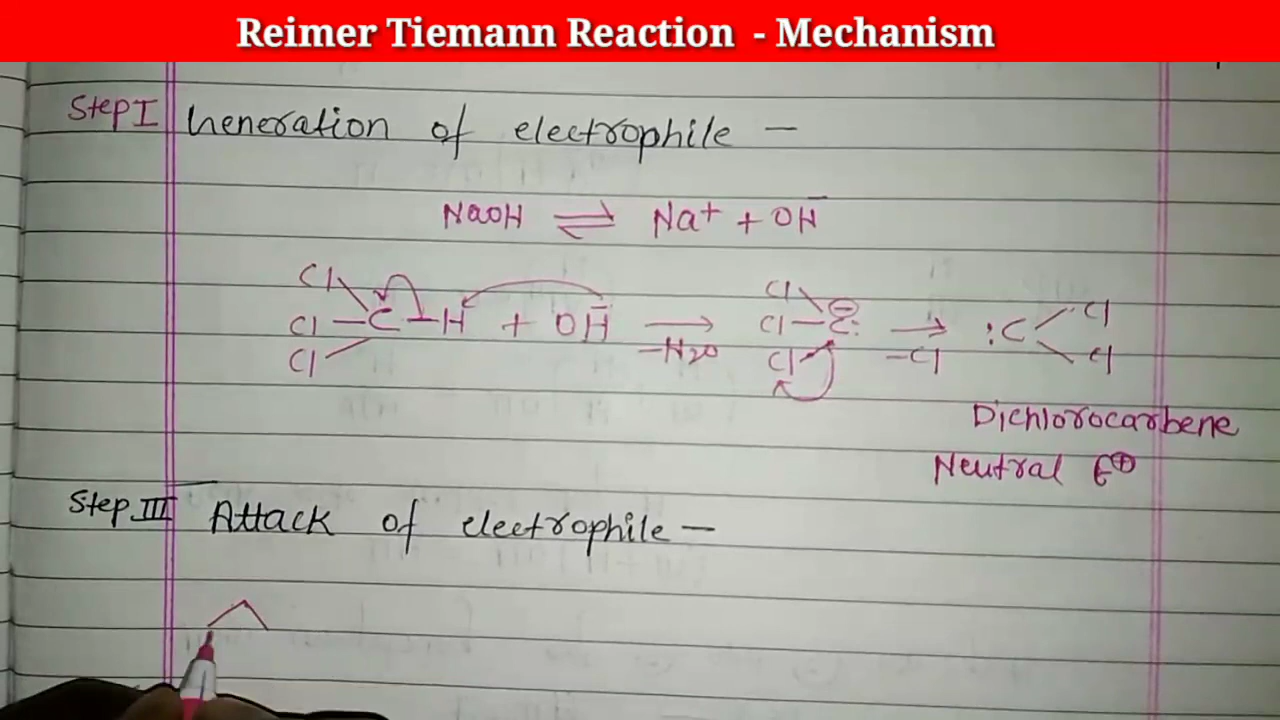 Reimer Tiemann Reaction - Mechanism
Step I Generation of electrophile —
NaOH ⇌ Na+ + OH̄
Cl
Cl — C — H + OH̄ → −H2O Cl — C:⊖ → −Cl :C Cl
Cl
Cl
Cl
Cl
Dichlorocarbene
Neutral E⊕
Step III Attack of electrophile —